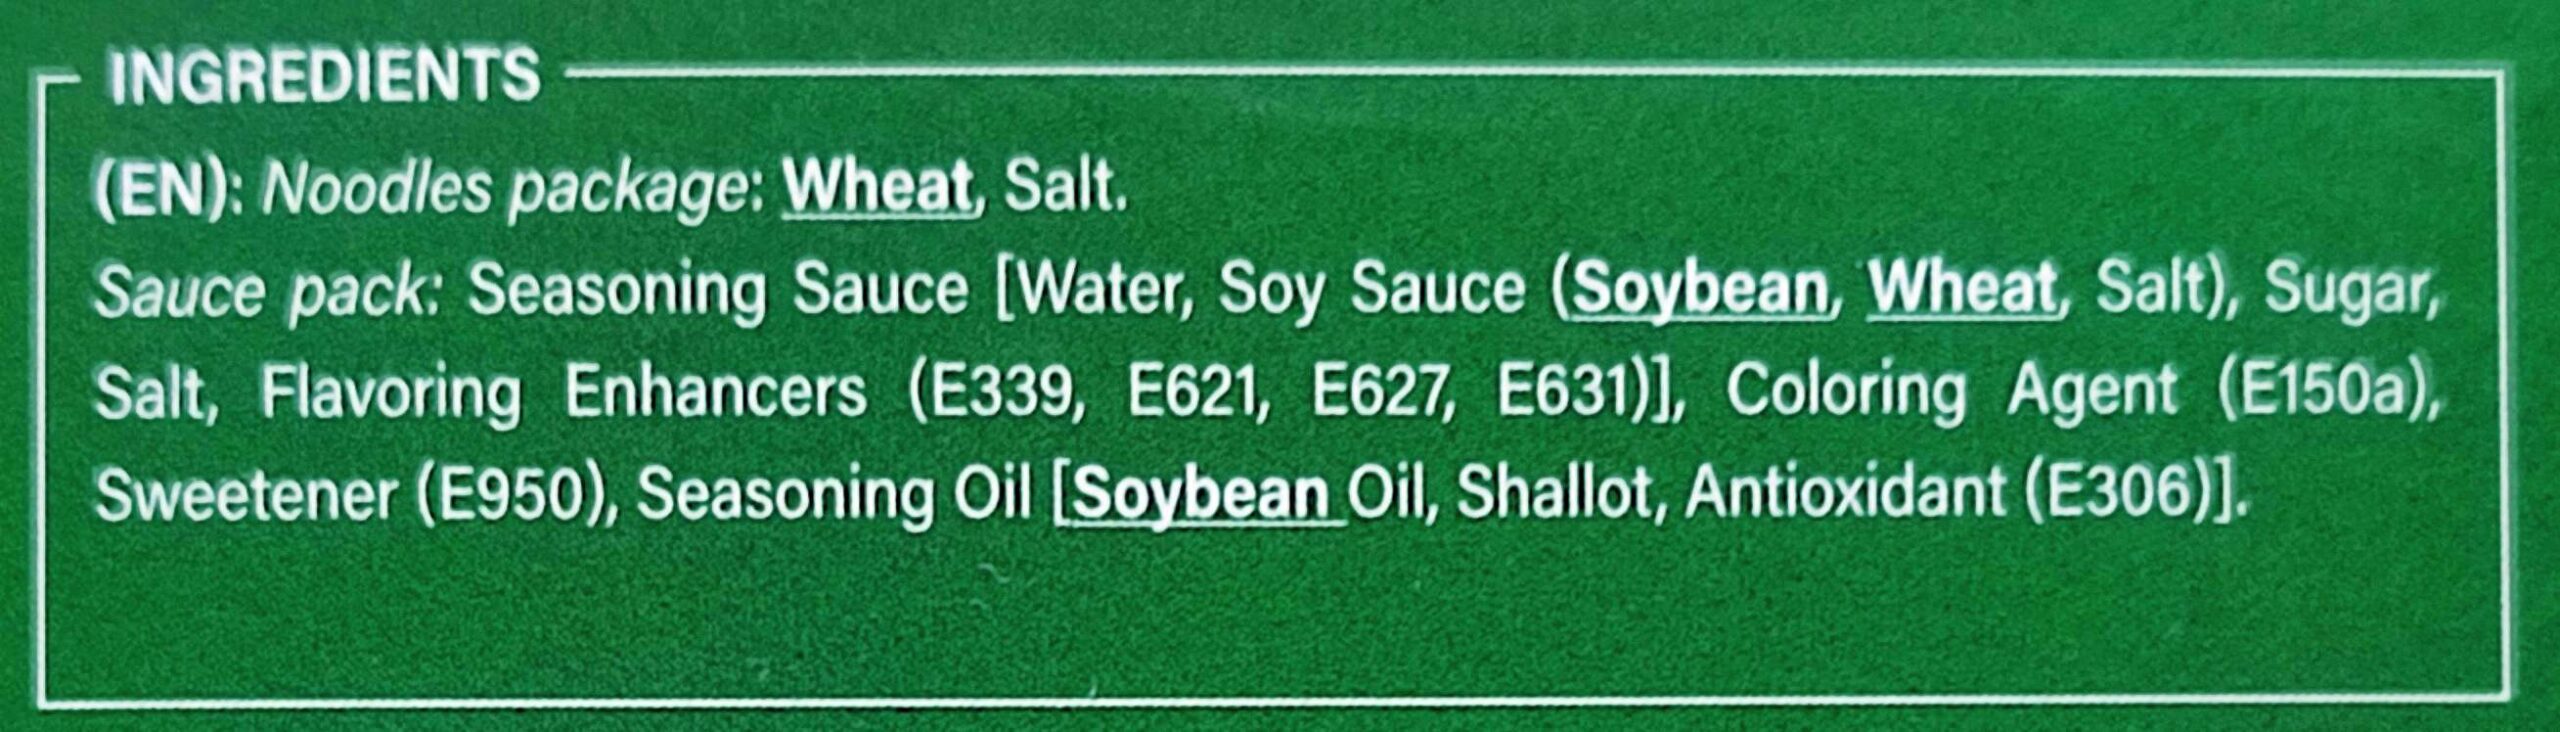 INGREDIENTS
(EN): Noodles package: Wheat, Salt.
Sauce pack: Seasoning Sauce [Water, Soy Sauce (Soybean, Wheat, Salt), Sugar,
Salt, Flavoring Enhancers (E339, E621, E627, E631)], Coloring Agent (E150a),
Sweetener (E950), Seasoning Oil [Soybean Oil, Shallot, Antioxidant (E306)].